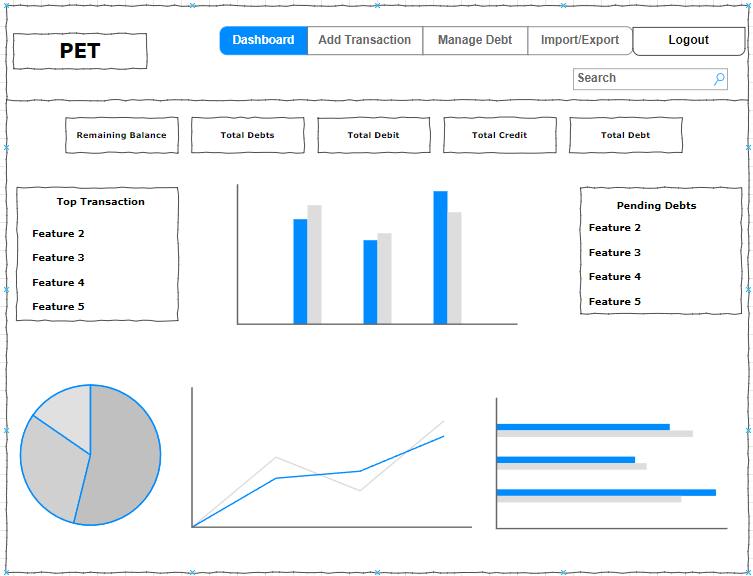 PET
Dashboard Add Transaction Manage Debt Import/Export Logout
Search
Remaining Balance Total Debts Total Debit Total Credit Total Debt
Top Transaction
Feature 2
Feature 3
Feature 4
Feature 5
Pending Debts
Feature 2
Feature 3
Feature 4
Feature 5